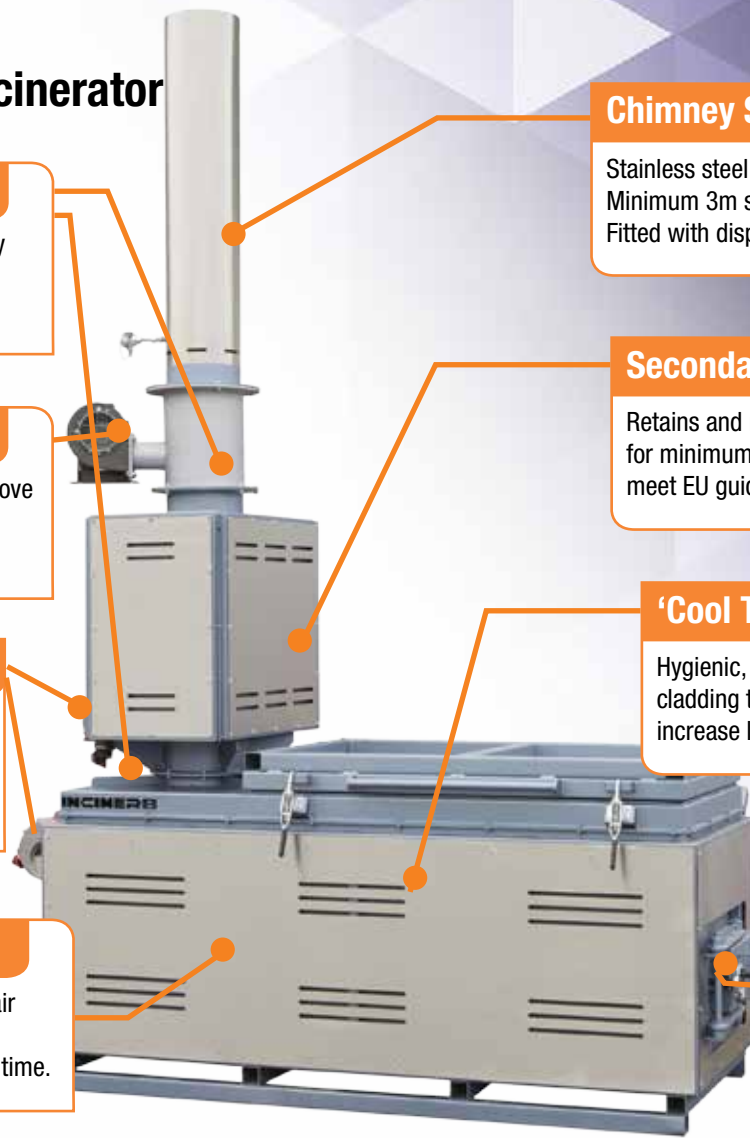 cinerator
Chimney S
Stainless steel
Minimum 3m s
Fitted with disp
y
Seconda
Retains and
for minimum
meet EU guid
ove
'Cool T
Hygienic,
cladding t
increase l
INCINER8
air
time.